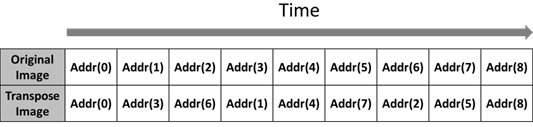 Time
Original Image Addr(0) Addr(1) Addr(2) Addr(3) Addr(4) Addr(5) Addr(6) Addr(7) Addr(8)
Transpose Image Addr(0) Addr(3) Addr(6) Addr(1) Addr(4) Addr(7) Addr(2) Addr(5) Addr(8)